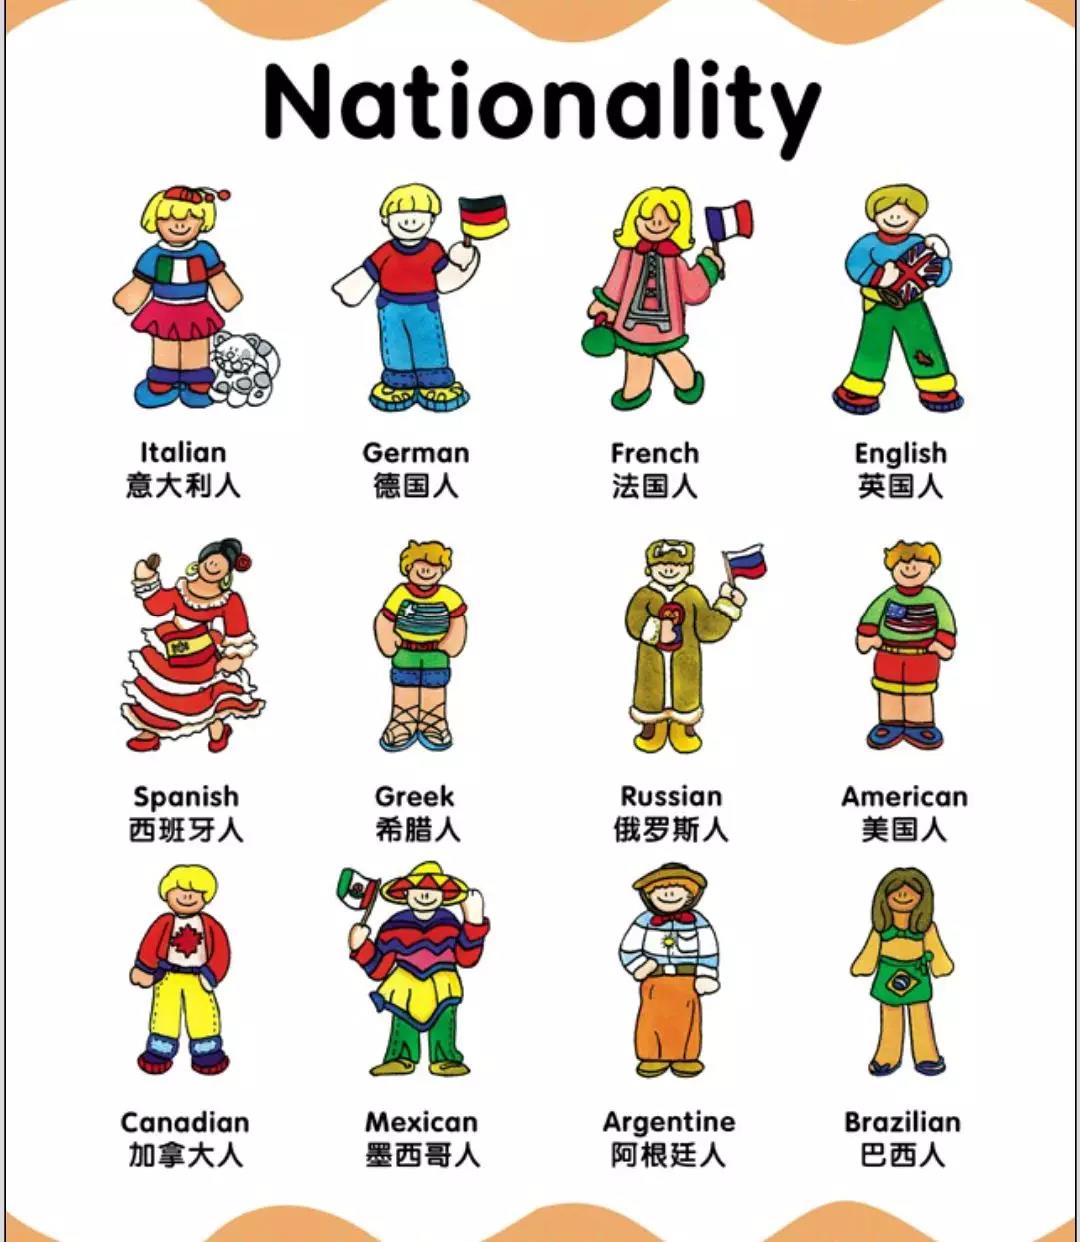 Nationality
Italian
意大利人
German
德国人
French
法国人
English
英国人
Spanish
西班牙人
Greek
希腊人
Russian
俄罗斯人
American
美国人
Canadian
加拿大人
Mexican
墨西哥人
Argentine
阿根廷人
Brazilian
巴西人